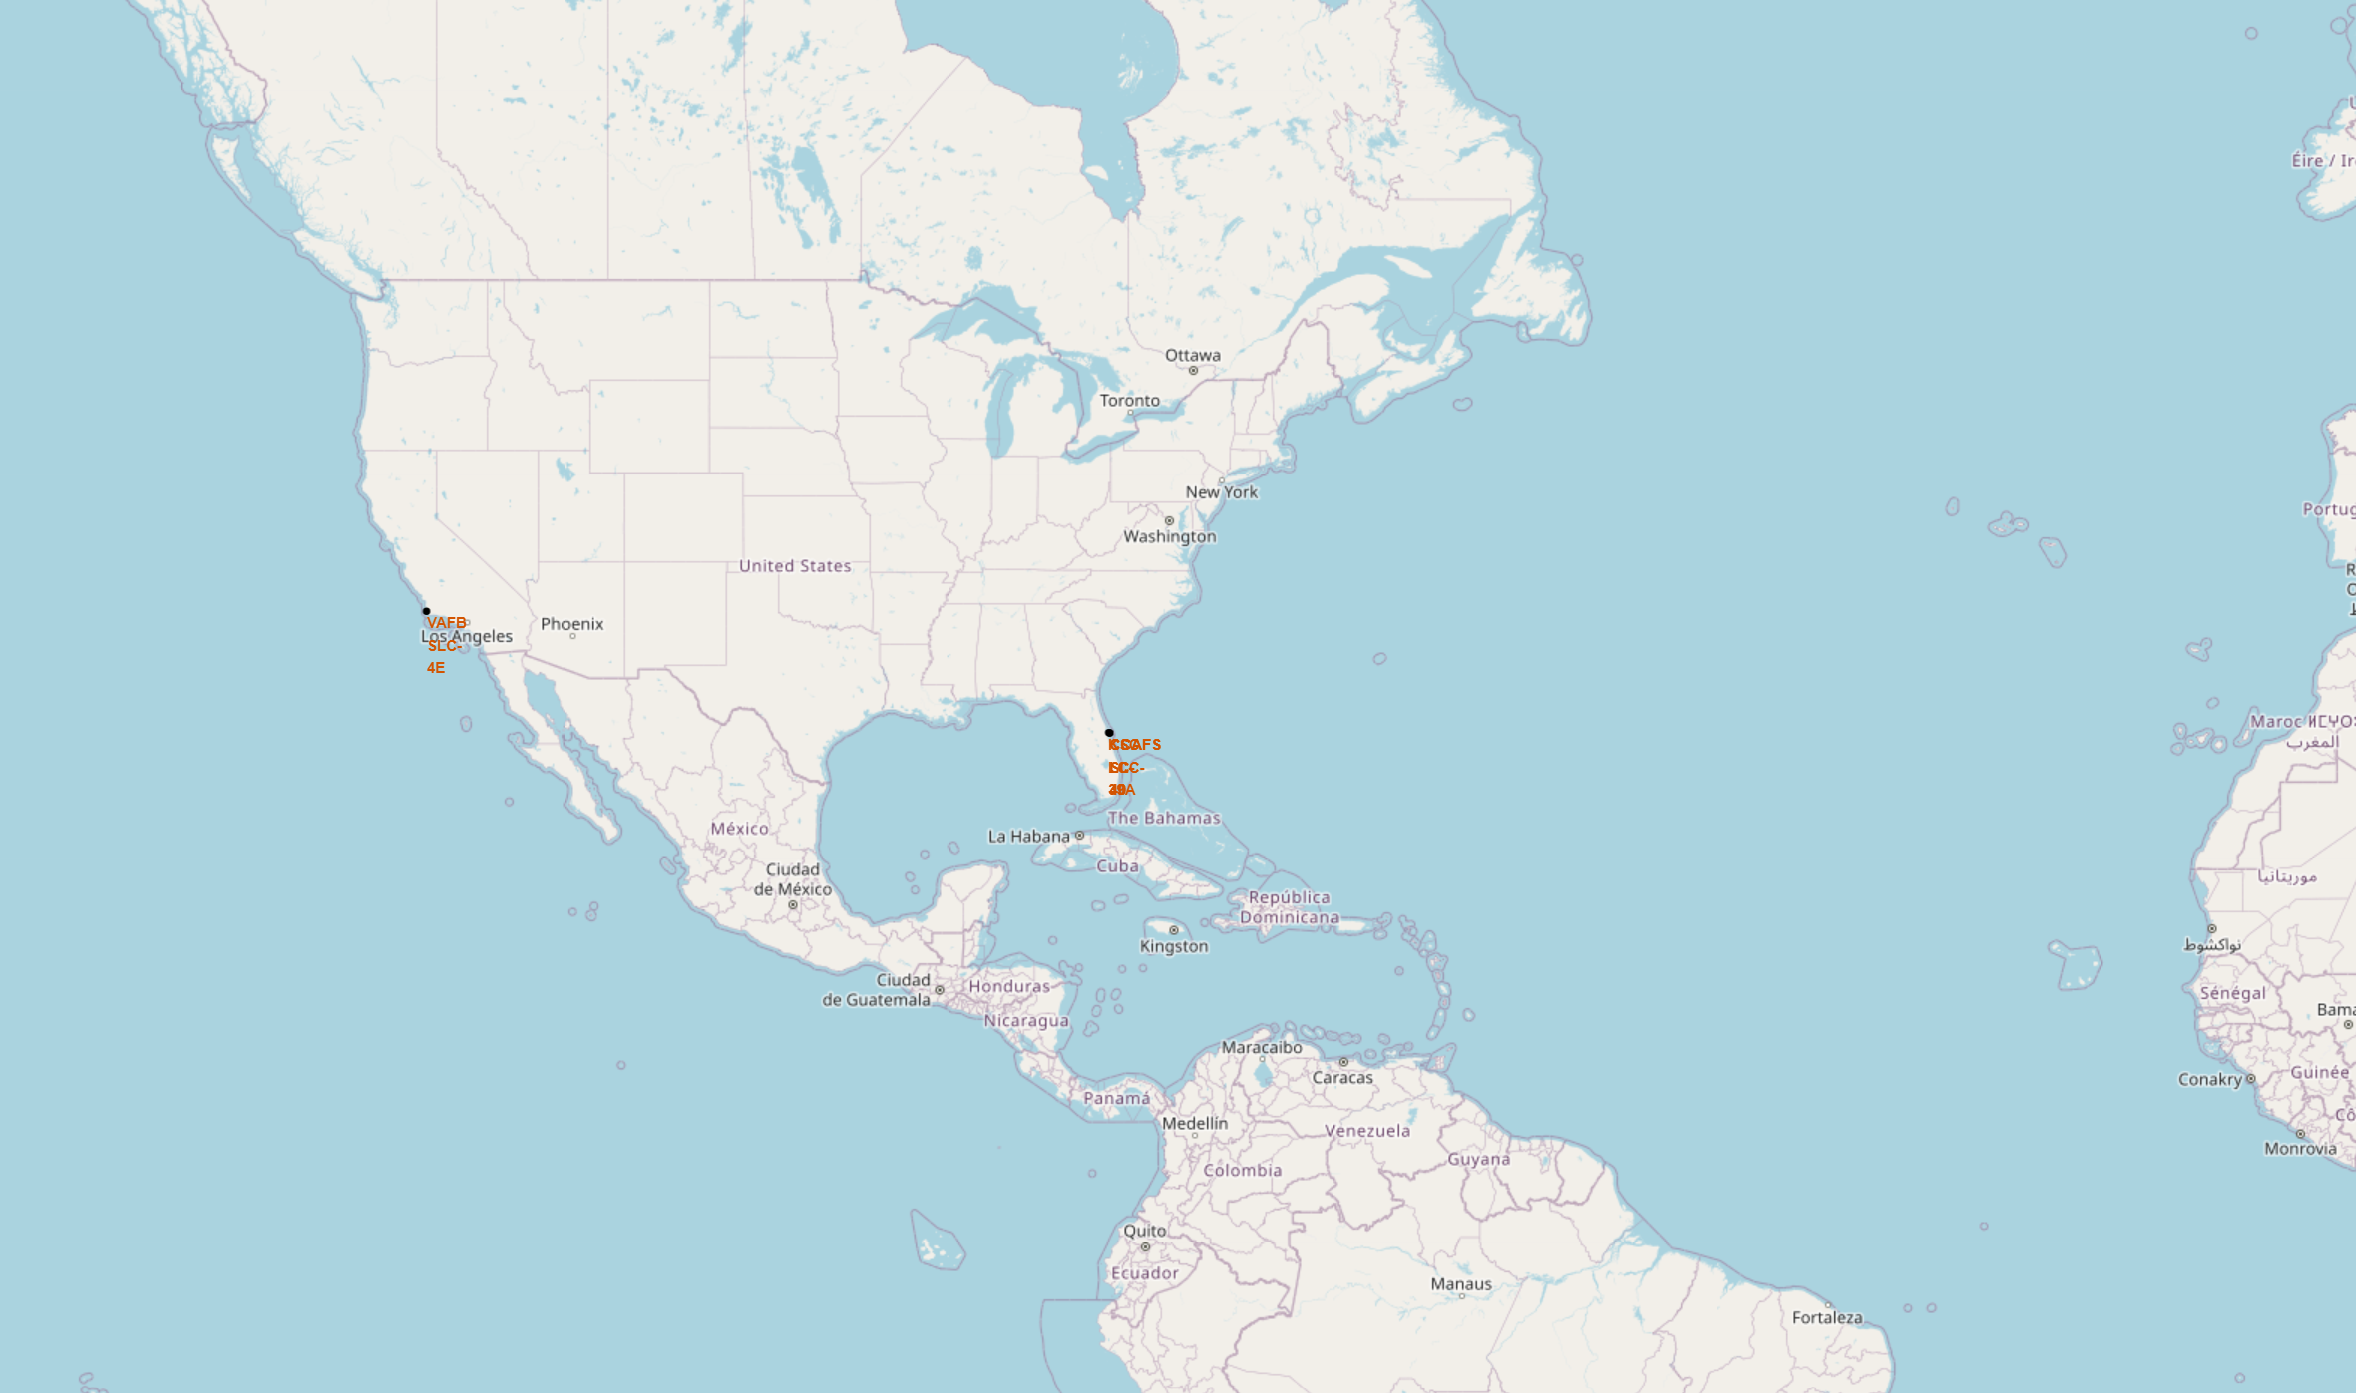 Éire / Ir
Ottawa
Toronto
New York
Washington
United States
Portug
VAFB
SLC-
4E
Los Angeles
Phoenix
Maroc ⵍⵎⵖⵔⵉⴱ
المغرب
The Bahamas
La Habana
México
Cuba
Ciudad
de México
República
Dominicana
موريتانيا
Kingston
نواكشوط
Ciudad
de Guatemala
Honduras
Sénégal
Bama
Nicaragua
Maracaibo
Caracas
Guinée
Conakry
Panamá
Medellín
Venezuela
Cô
Monrovia
Guyana
Colombia
Quito
Ecuador
Manaus
Fortaleza